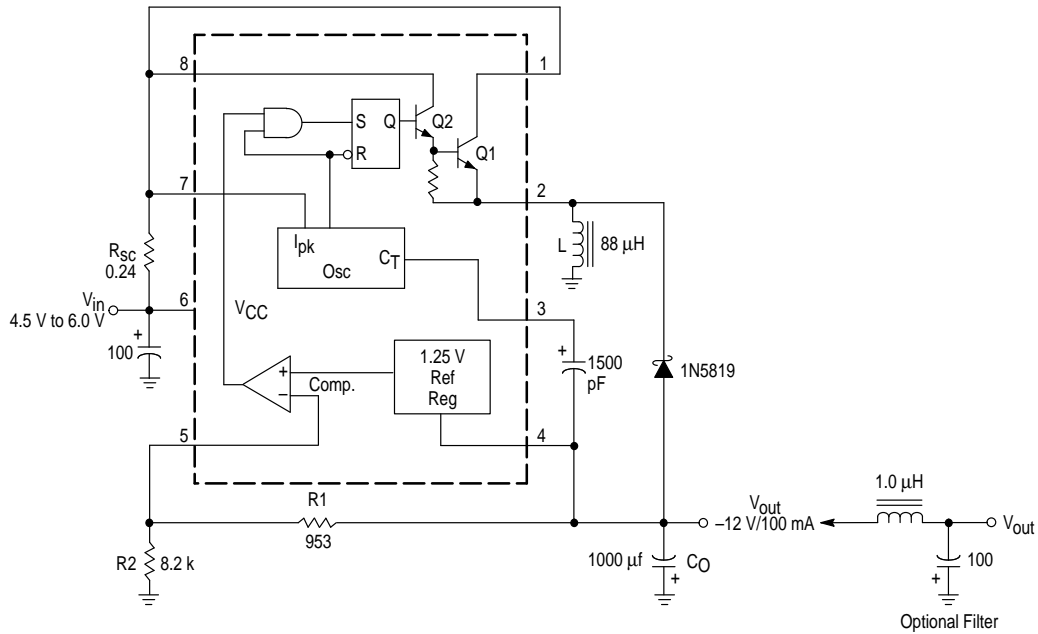 8
1
S
Q
Q2
R
Q1
7
2
Ipk
Osc
CT
L
88 µH
Rsc
0.24
Vin
4.5 V to 6.0 V
6
VCC
3
+
100
+
1500
pF
1.25 V
Ref
Reg
+
–
Comp.
1N5819
5
4
R1
953
Vout
–12 V/100 mA
1.0 µH
Vout
R2
8.2 k
1000 µf
+
CO
100
+
Optional Filter